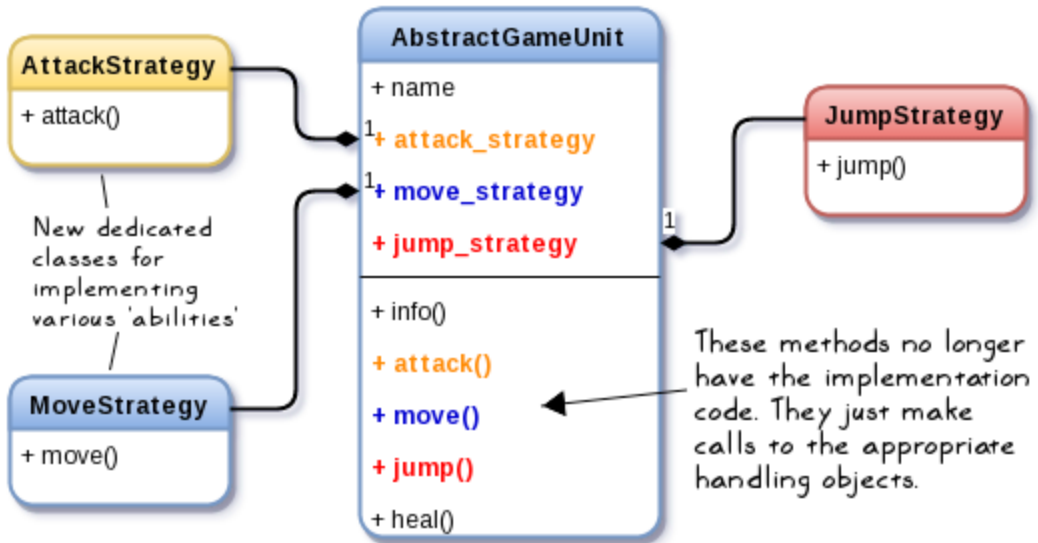 AttackStrategy
+ attack()
New dedicated
classes for
implementing
various 'abilities'
MoveStrategy
+ move()
AbstractGameUnit
+ name
1
+ attack_strategy
1
+ move_strategy
+ jump_strategy
1
+ info()
+ attack()
+ move()
+ jump()
+ heal()
JumpStrategy
+ jump()
These methods no longer
have the implementation
code. They just make
calls to the appropriate
handling objects.